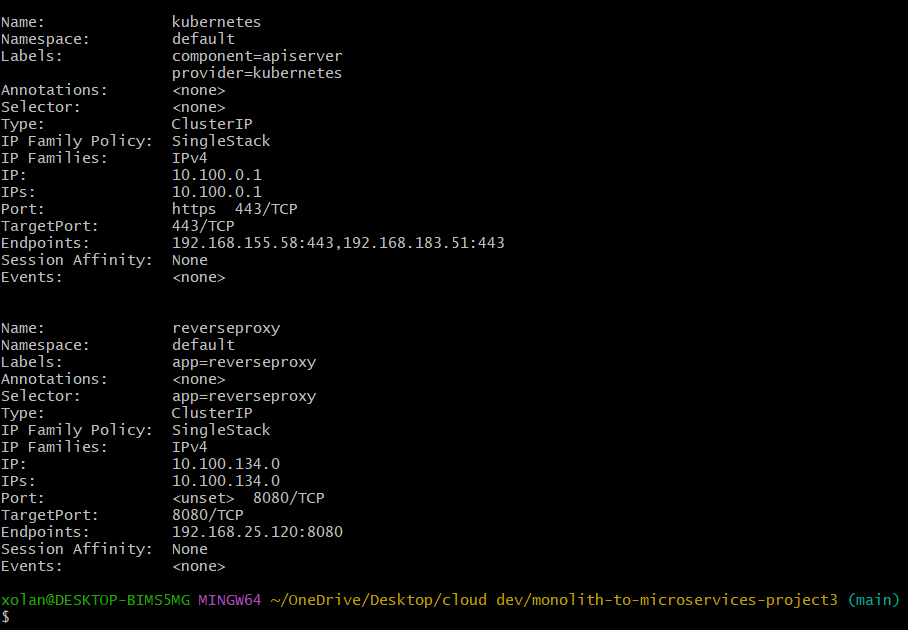 Name:              kubernetes
Namespace:         default
Labels:            component=apiserver
                   provider=kubernetes
Annotations:       <none>
Selector:          <none>
Type:              ClusterIP
IP Family Policy:  SingleStack
IP Families:       IPv4
IP:                10.100.0.1
IPs:               10.100.0.1
Port:              https  443/TCP
TargetPort:        443/TCP
Endpoints:         192.168.155.58:443,192.168.183.51:443
Session Affinity:  None
Events:            <none>
Name:              reverseproxy
Namespace:         default
Labels:            app=reverseproxy
Annotations:       <none>
Selector:          app=reverseproxy
Type:              ClusterIP
IP Family Policy:  SingleStack
IP Families:       IPv4
IP:                10.100.134.0
IPs:               10.100.134.0
Port:              <unset>  8080/TCP
TargetPort:        8080/TCP
Endpoints:         192.168.25.120:8080
Session Affinity:  None
Events:            <none>
xolan@DESKTOP-BIMS5MG MINGW64 ~/OneDrive/Desktop/cloud dev/monolith-to-microservices-project3 (main)
$